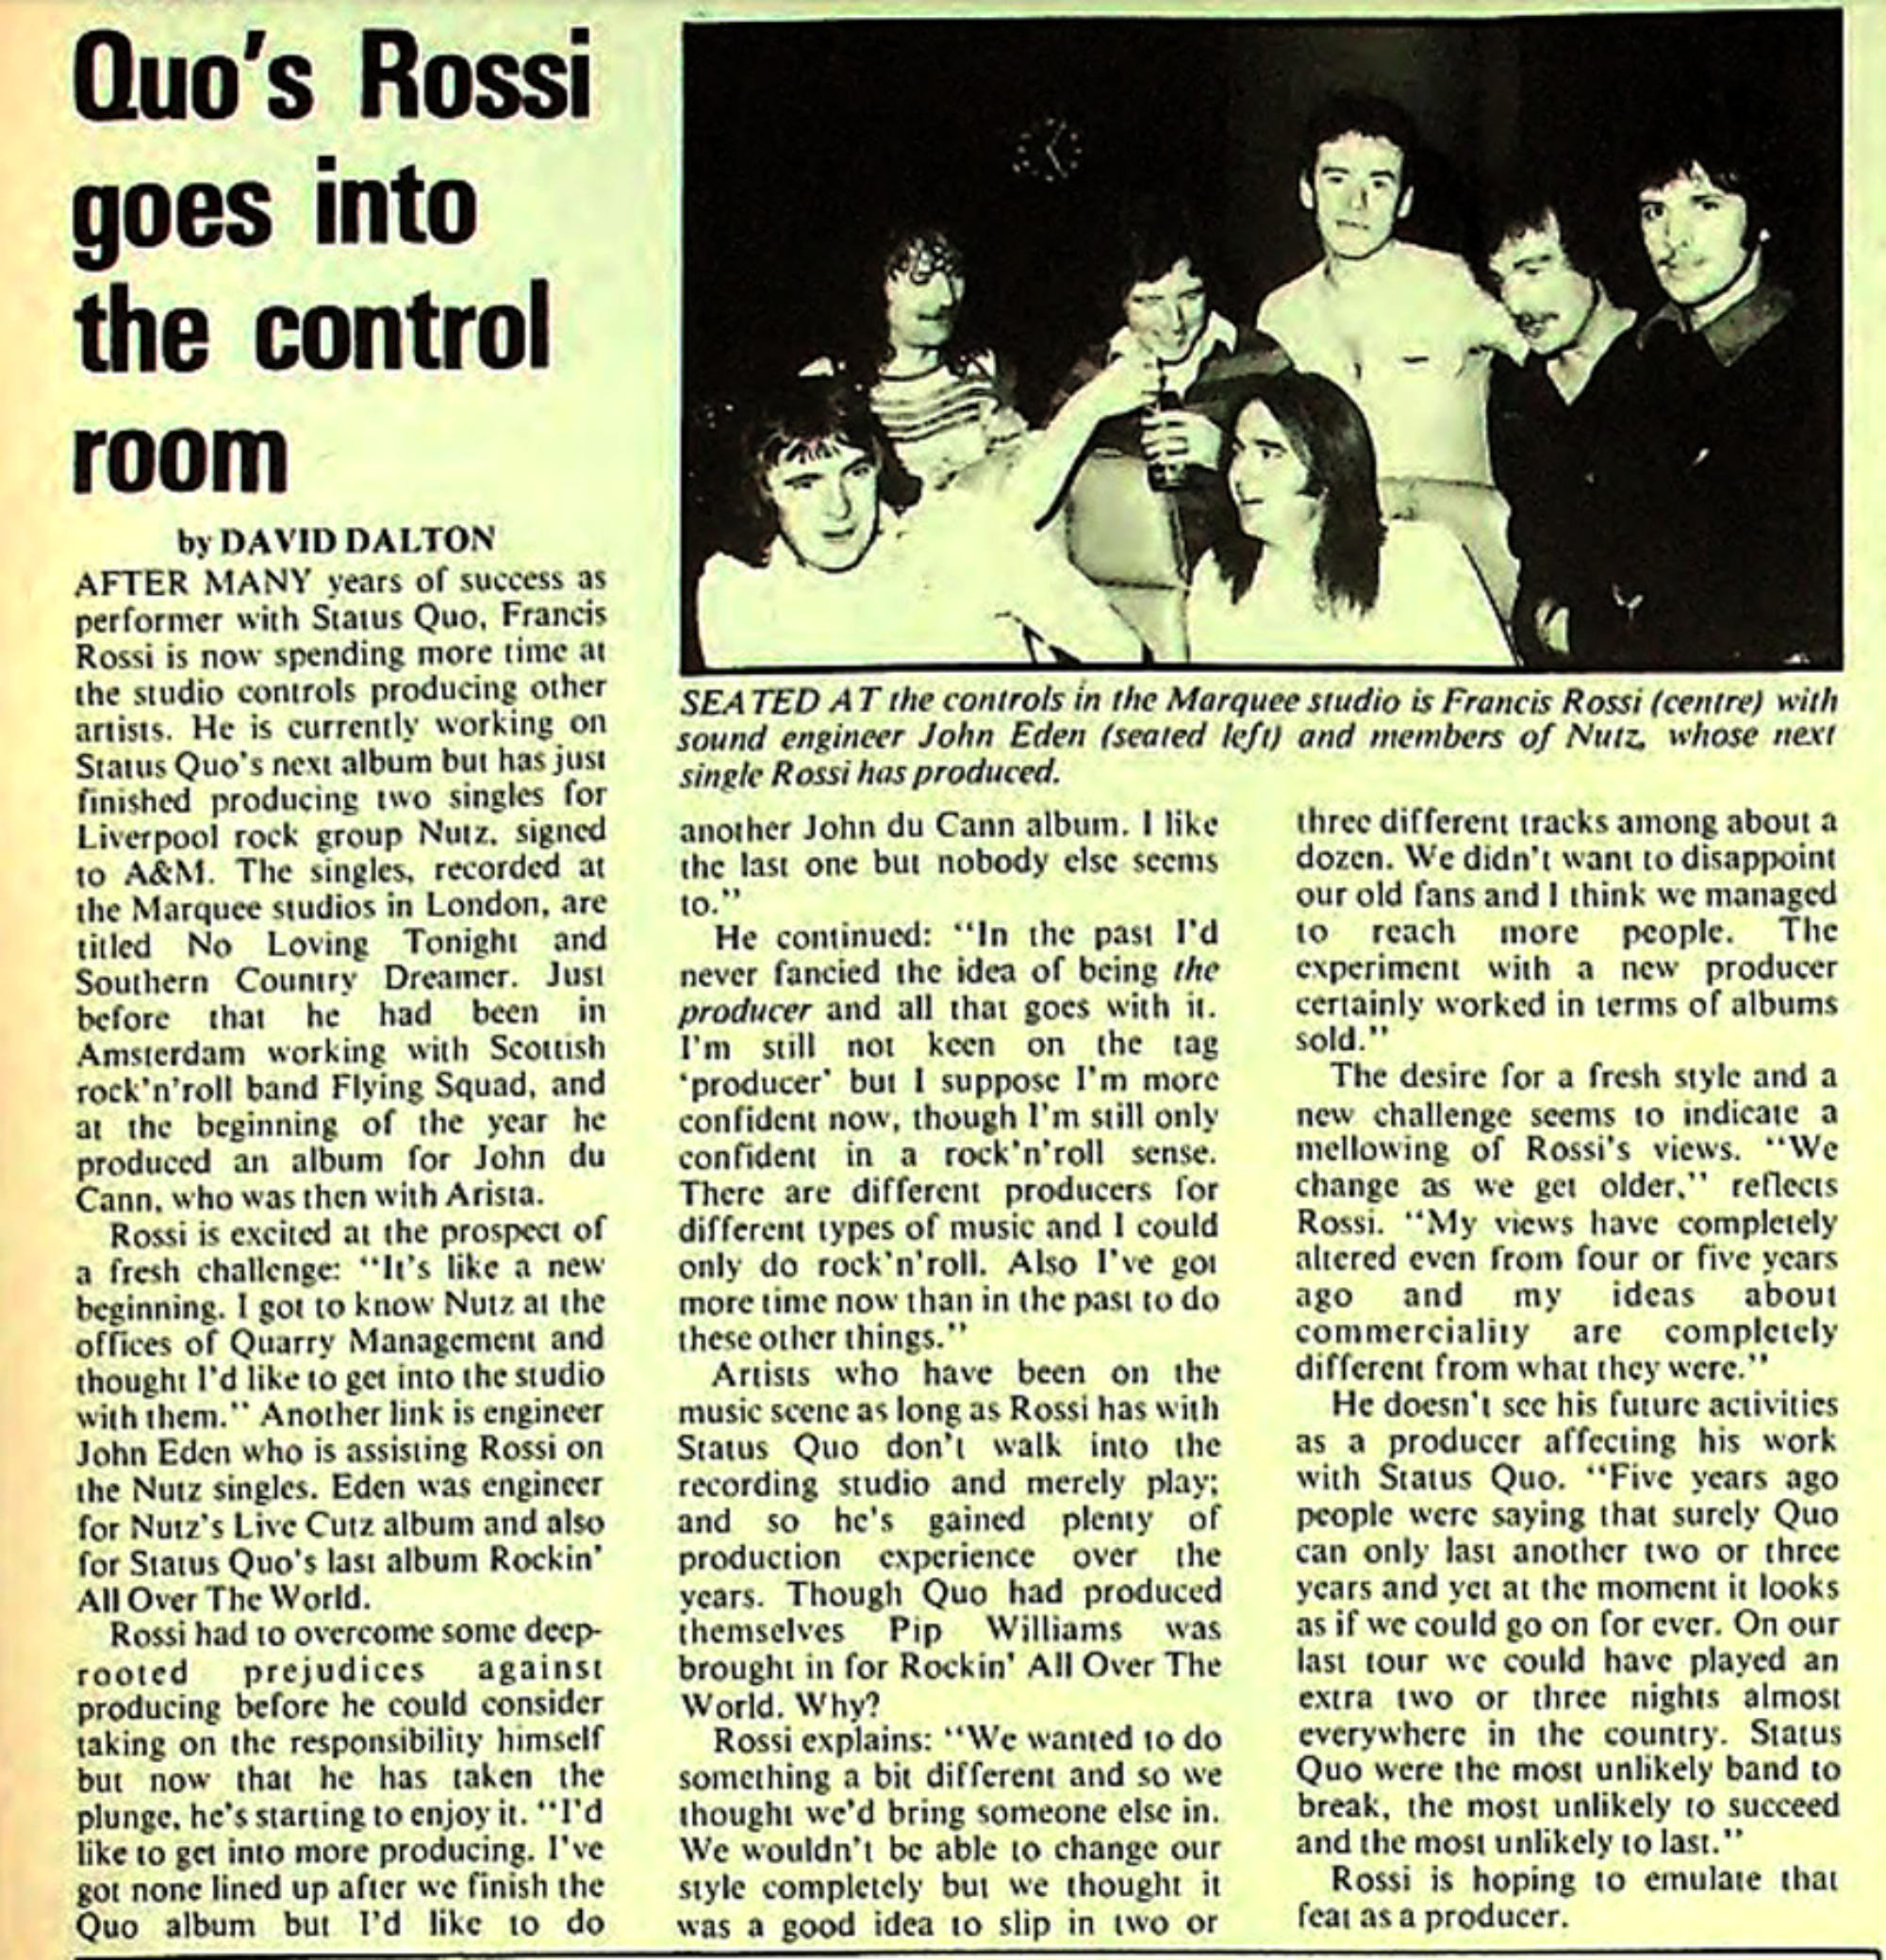 Quo's Rossi
goes into
the control
room
by DAVID DALTON
AFTER MANY years of success as
performer with Status Quo, Francis
Rossi is now spending more time at
the studio controls producing other
artists. He is currently working on
Status Quo's next album but has just
finished producing two singles for
Liverpool rock group Nutz, signed
to A&M. The singles, recorded at
the Marquee studios in London, are
titled No Loving Tonight and
Southern Country Dreamer. Just
before that he had been in
Amsterdam working with Scottish
rock'n'roll band Flying Squad, and
at the beginning of the year he
produced an album for John du
Cann, who was then with Arista.
Rossi is excited at the prospect of
a fresh challenge: "It's like a new
beginning. I got to know Nutz at the
offices of Quarry Management and
thought I'd like to get into the studio
with them." Another link is engineer
John Eden who is assisting Rossi on
the Nutz singles. Eden was engineer
for Nutz's Live Cutz album and also
for Status Quo's last album Rockin'
All Over The World.
Rossi had to overcome some deep-
rooted prejudices against
producing before he could consider
taking on the responsibility himself
but now that he has taken the
plunge, he's starting to enjoy it. "I'd
like to get into more producing. I've
got none lined up after we finish the
Quo album but I'd like to do
SEATED AT the controls in the Marquee studio is Francis Rossi (centre) with
sound engineer John Eden (seated left) and members of Nutz, whose next
single Rossi has produced.
another John du Cann album. I like
the last one but nobody else seems
to."
He continued: "In the past I'd
never fancied the idea of being the
producer and all that goes with it.
I'm still not keen on the tag
'producer' but I suppose I'm more
confident now, though I'm still only
confident in a rock'n'roll sense.
There are different producers for
different types of music and I could
only do rock'n'roll. Also I've got
more time now than in the past to do
these other things."
Artists who have been on the
music scene as long as Rossi has with
Status Quo don't walk into the
recording studio and merely play;
and so he's gained plenty of
production experience over the
years. Though Quo had produced
themselves Pip Williams was
brought in for Rockin' All Over The
World. Why?
Rossi explains: "We wanted to do
something a bit different and so we
thought we'd bring someone else in.
We wouldn't be able to change our
style completely but we thought it
was a good idea to slip in two or
three different tracks among about a
dozen. We didn't want to disappoint
our old fans and I think we managed
to reach more people. The
experiment with a new producer
certainly worked in terms of albums
sold."
The desire for a fresh style and a
new challenge seems to indicate a
mellowing of Rossi's views. "We
change as we get older," reflects
Rossi. "My views have completely
altered even from four or five years
ago and my ideas about
commerciality are completely
different from what they were."
He doesn't see his future activities
as a producer affecting his work
with Status Quo. "Five years ago
people were saying that surely Quo
can only last another two or three
years and yet at the moment it looks
as if we could go on for ever. On our
last tour we could have played an
extra two or three nights almost
everywhere in the country. Status
Quo were the most unlikely band to
break, the most unlikely to succeed
and the most unlikely to last."
Rossi is hoping to emulate that
feat as a producer.